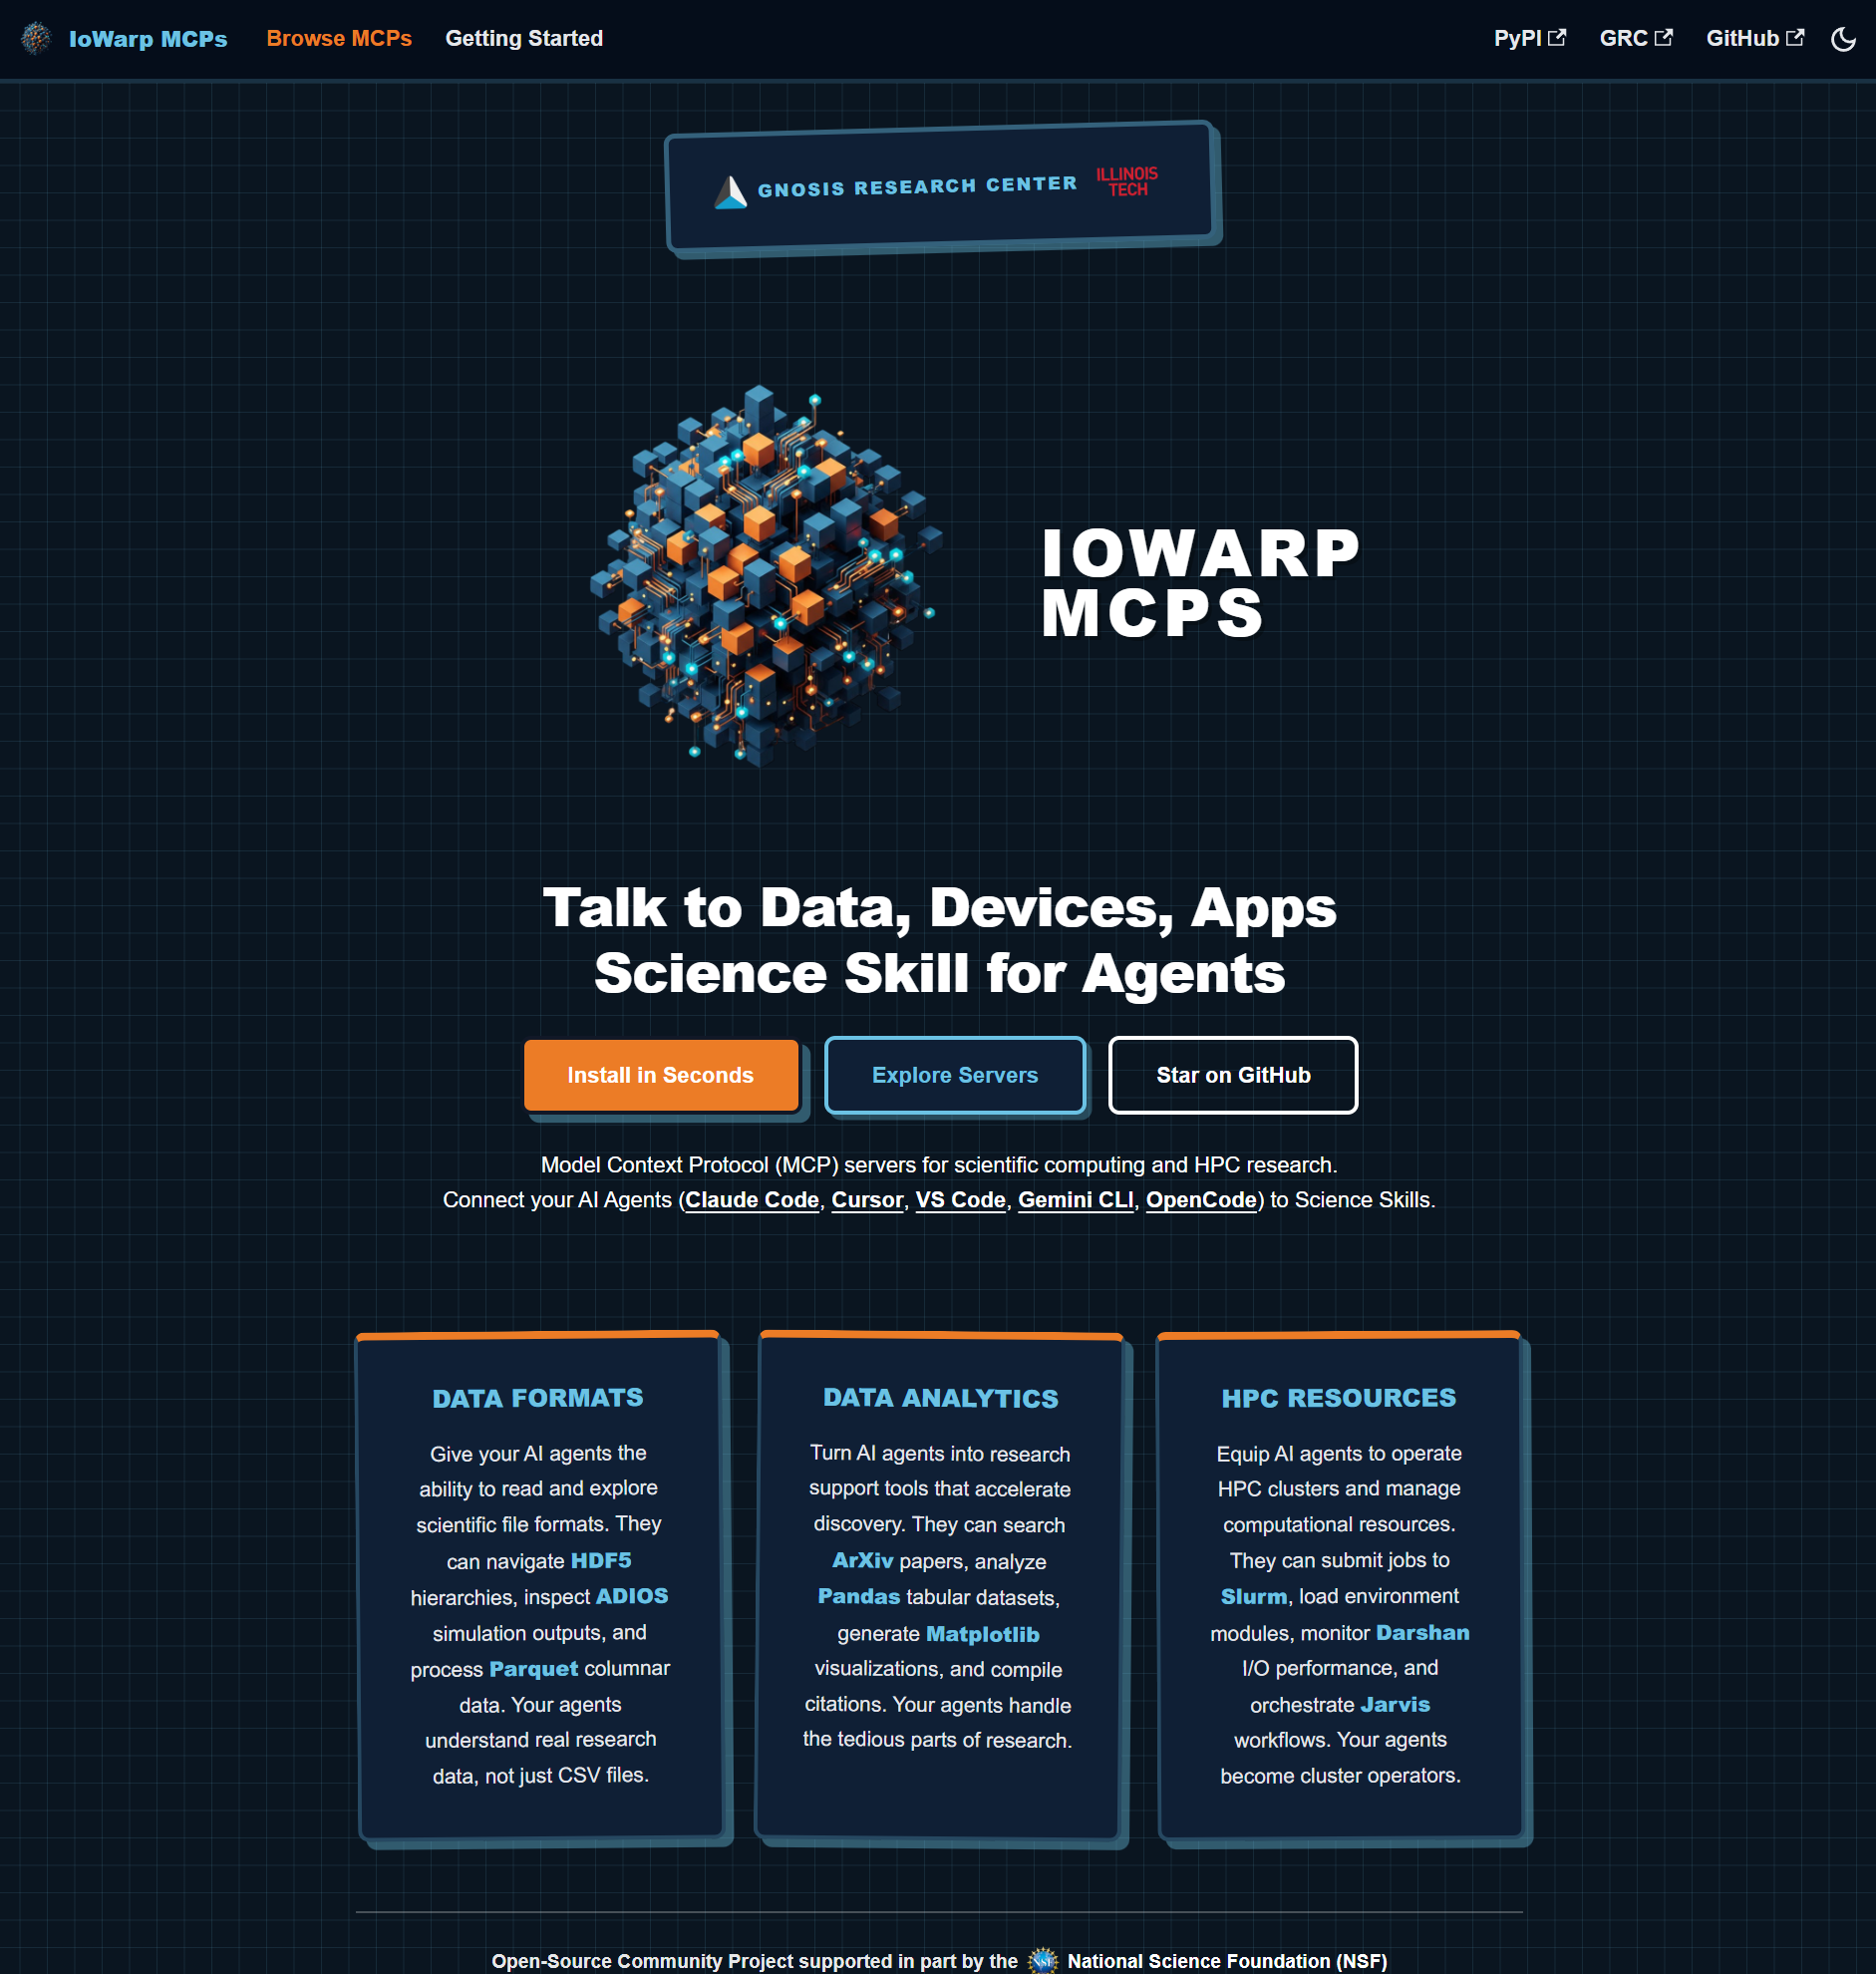 IoWarp MCPs Browse MCPs Getting Started PyPI GRC GitHub
GNOSIS RESEARCH CENTER ILLINOIS TECH
IOWARP
MCPS
Talk to Data, Devices, Apps
Science Skill for Agents
Install in Seconds Explore Servers Star on GitHub
Model Context Protocol (MCP) servers for scientific computing and HPC research.
Connect your AI Agents (Claude Code, Cursor, VS Code, Gemini CLI, OpenCode) to Science Skills.
DATA FORMATS
Give your AI agents the
ability to read and explore
scientific file formats. They
can navigate HDF5
hierarchies, inspect ADIOS
simulation outputs, and
process Parquet columnar
data. Your agents
understand real research
data, not just CSV files.
DATA ANALYTICS
Turn AI agents into research
support tools that accelerate
discovery. They can search
ArXiv papers, analyze
Pandas tabular datasets,
generate Matplotlib
visualizations, and compile
citations. Your agents handle
the tedious parts of research.
HPC RESOURCES
Equip AI agents to operate
HPC clusters and manage
computational resources.
They can submit jobs to
Slurm, load environment
modules, monitor Darshan
I/O performance, and
orchestrate Jarvis
workflows. Your agents
become cluster operators.
Open-Source Community Project supported in part by the NSF National Science Foundation (NSF)